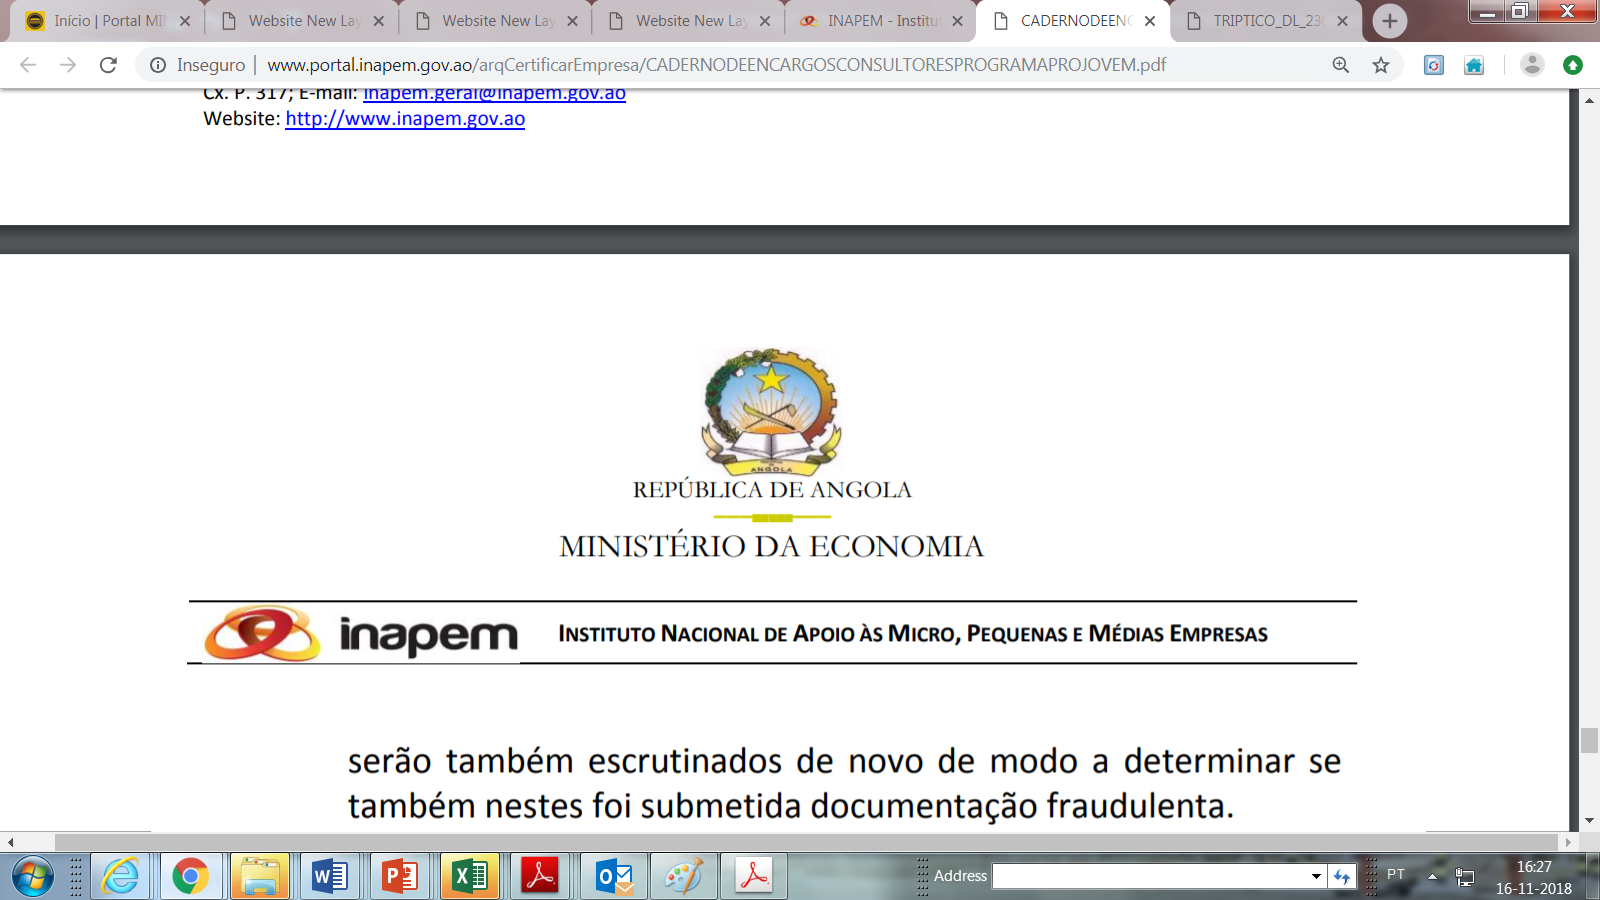 Início | Portal MI
Website New Lay
Website New Lay
Website New Lay
INAPEM - Institu
CADERNODEENC
TRIPTICO_DL_230
Inseguro | www.portal.inapem.gov.ao/arqCertificarEmpresa/CADERNODEENCARGOSCONSULTORESPROGRAMAPROJOVEM.pdf
Cx. P. 317; E-mail: inapem.geral@inapem.gov.ao
Website: http://www.inapem.gov.ao
ANGOLA
REPÚBLICA DE ANGOLA
MINISTÉRIO DA ECONOMIA
inapem INSTITUTO NACIONAL DE APOIO ÀS MICRO, PEQUENAS E MÉDIAS EMPRESAS
serão também escrutinados de novo de modo a determinar se
também nestes foi submetida documentação fraudulenta.
Address
PT
16:27
16-11-2018